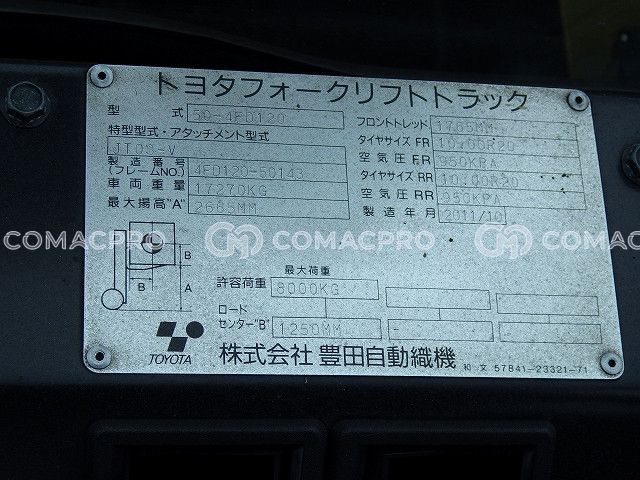 トヨタフォークリフトトラック
型 式 50-4FD120
特型型式・アタッチメント型式
JT08-V
製造番号
(フレームNO.) 4FD120-50143
車両重量 17270KG
最大揚高"A" 2685MM
フロントトレッド 1765MM
タイヤサイズ FR 10.00R20
空気圧 FR 950KPA
タイヤサイズ RR 10.00R20
空気圧 RR 950KPA
製造年月 2011/10
COMACPRO COMACPRO COMACPRO
B
B A
最大荷重
許容荷重 8000KG
ロード
センター"B" 1250MM -
TOYOTA
株式会社 豊田自動織機
和 文 57841-23321-71